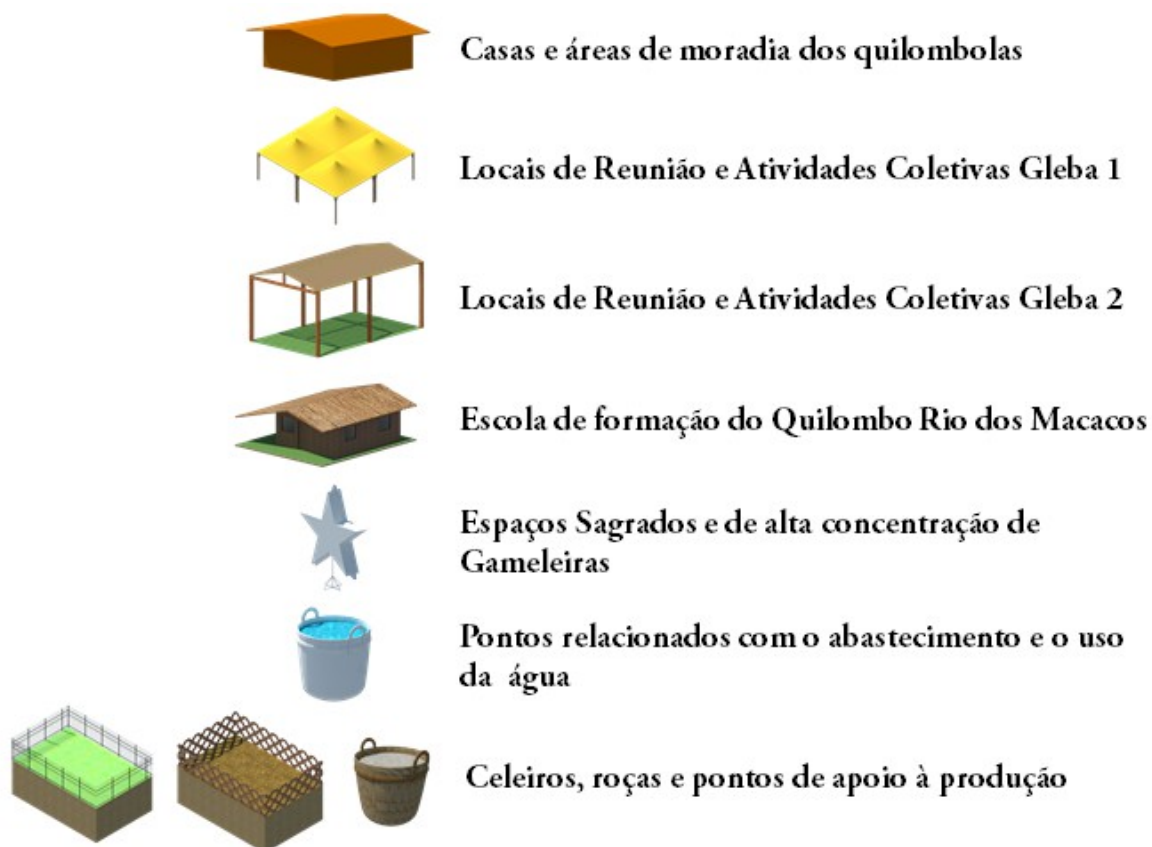 Casas e áreas de moradia dos quilombolas
Locais de Reunião e Atividades Coletivas Gleba 1
Locais de Reunião e Atividades Coletivas Gleba 2
Escola de formação do Quilombo Rio dos Macacos
Espaços Sagrados e de alta concentração de
Gameleiras
Pontos relacionados com o abastecimento e o uso
da água
Celeiros, roças e pontos de apoio à produção